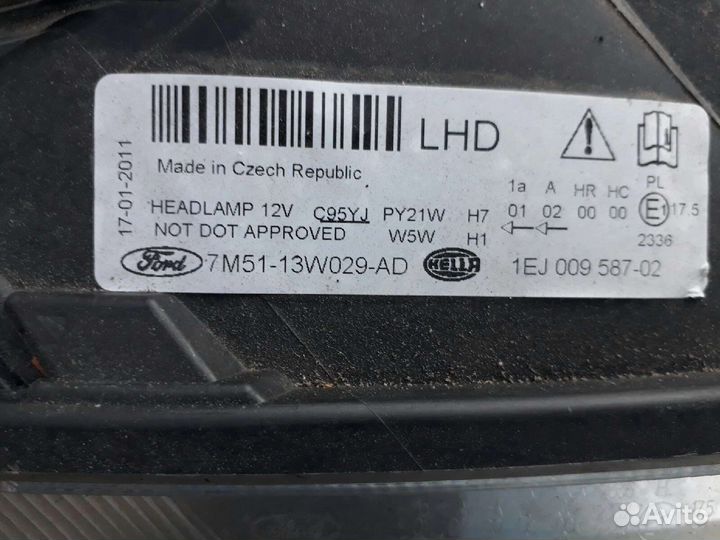 17-01-2011
LHD
Made in Czech Republic
1a A HR HC PL
HEADLAMP 12V C95YJ PY21W H7 01 02 00 00 E1 17.5
NOT DOT APPROVED W5W H1 2336
Ford 7M51-13W029-AD HELLA 1EJ 009 587-02
Avito